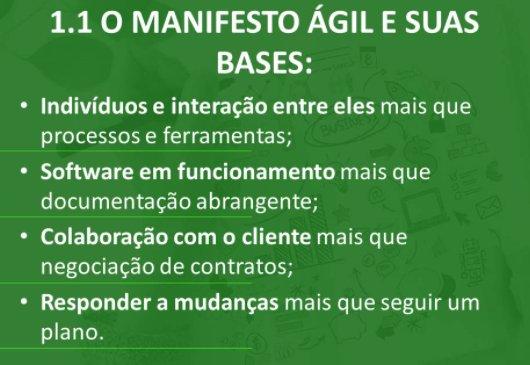 1.1 O MANIFESTO ÁGIL E SUAS
BASES:
• Indivíduos e interação entre eles mais que
processos e ferramentas;
• Software em funcionamento mais que
documentação abrangente;
• Colaboração com o cliente mais que
negociação de contratos;
• Responder a mudanças mais que seguir um
plano.